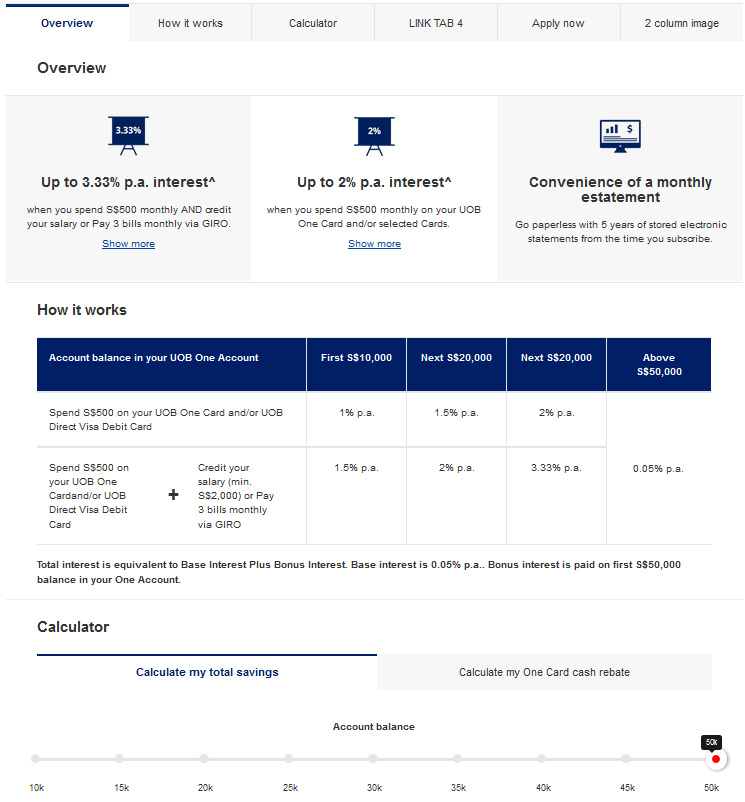 Overview
How it works
Calculator
LINK TAB 4
Apply now
2 column image
Overview
3.33%
2%
$
Up to 3.33% p.a. interest^
when you spend S$500 monthly AND credit
your salary or Pay 3 bills monthly via GIRO.
Show more
Up to 2% p.a. interest^
when you spend S$500 monthly on your UOB
One Card and/or selected Cards.
Show more
Convenience of a monthly
estatement
Go paperless with 5 years of stored electronic
statements from the time you subscribe.
How it works
Account balance in your UOB One Account
First S$10,000
Next S$20,000
Next S$20,000
Above
S$50,000
Spend S$500 on your UOB One Card and/or UOB
Direct Visa Debit Card
1% p.a.
1.5% p.a.
2% p.a.
Spend S$500 on
your UOB One
Cardand/or UOB
Direct Visa Debit
Card
+
Credit your
salary (min.
S$2,000) or Pay
3 bills monthly
via GIRO
1.5% p.a.
2% p.a.
3.33% p.a.
0.05% p.a.
Total interest is equivalent to Base Interest Plus Bonus Interest. Base interest is 0.05% p.a.. Bonus interest is paid on first S$50,000
balance in your One Account.
Calculator
Calculate my total savings
Calculate my One Card cash rebate
Account balance
50k
10k
15k
20k
25k
30k
35k
40k
45k
50k